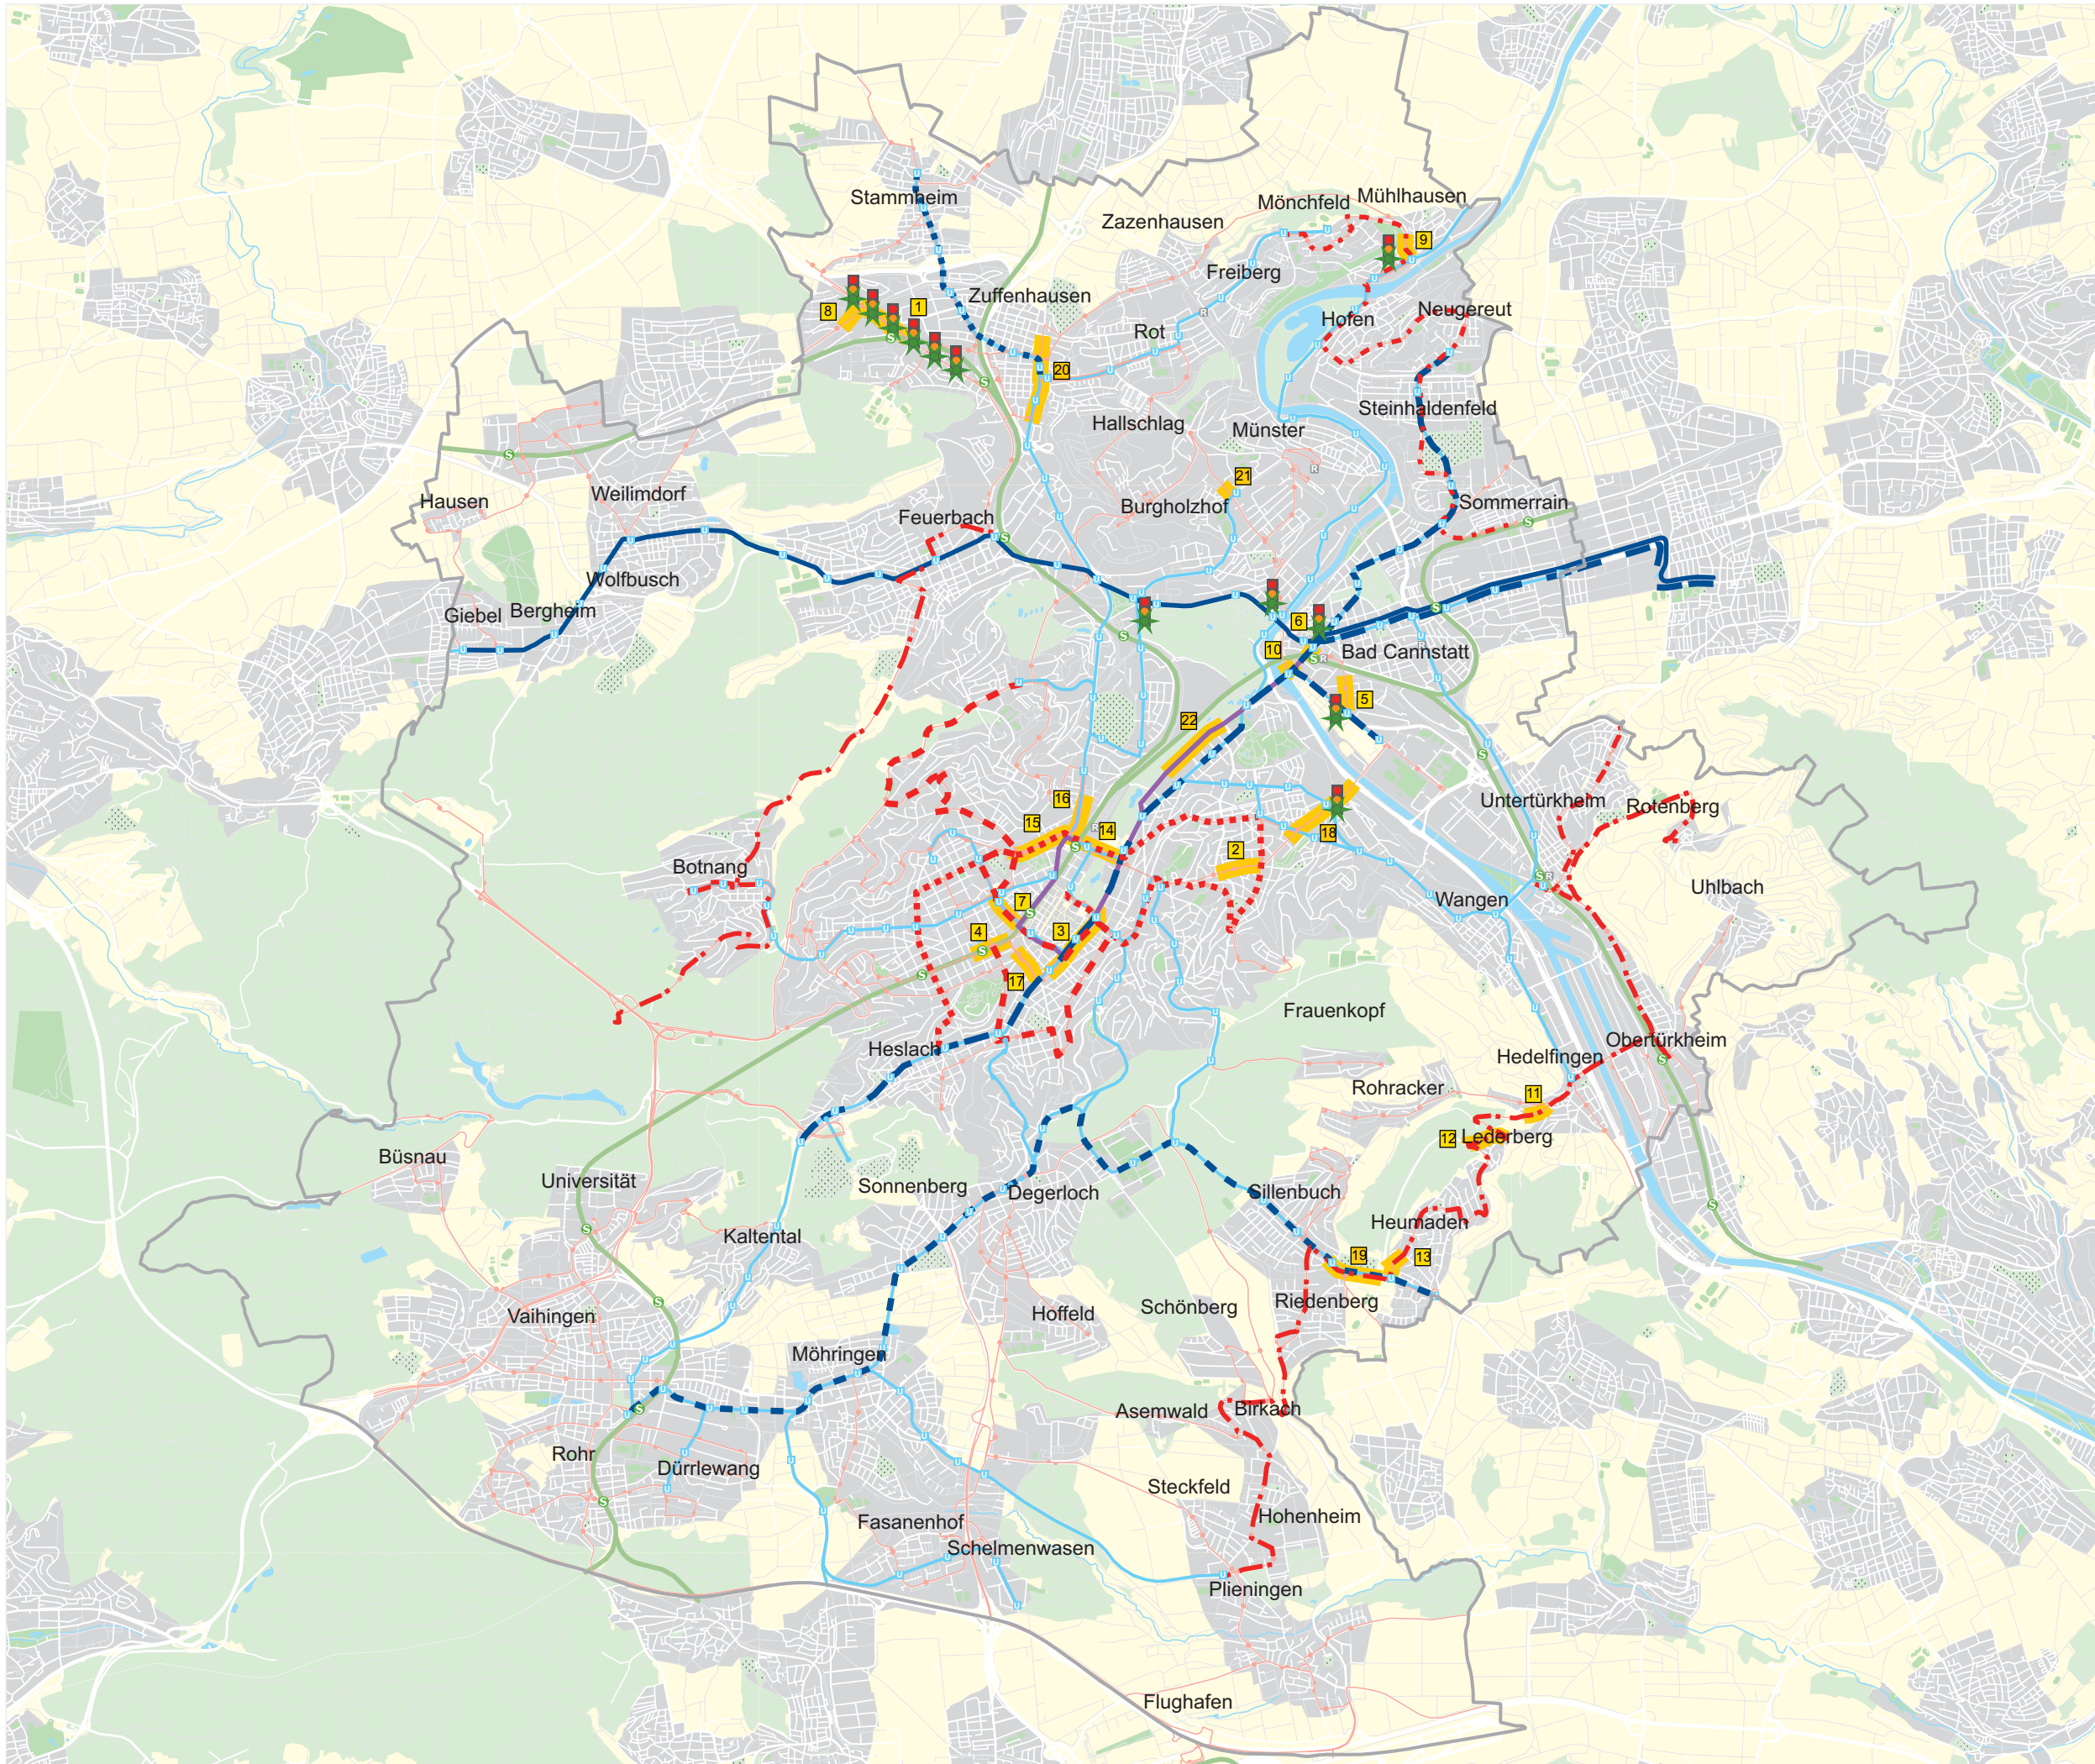 Mühlhausen
Stammheim
Mönchfeld
Zazenhausen
9
Freiberg
Zuffenhausen
1
8
Neugereut
Hofen
Rot
20
Steinhaldenfeld
Hallschlag
Münster
21
Weilimdorf
Hausen
Sommerrain
Burgholzhof
Feuerbach
Wolfbusch
Giebel
Bergheim
6
10
Bad Cannstatt
5
22
16
Untertürkheim
Rotenberg
15
14
18
2
Botnang
Uhlbach
Wangen
7
4
3
17
Frauenkopf
Obertürkheim
Heslach
Hedelfingen
Rohracker
11
12
Lederberg
Büsnau
Universität
Sonnenberg
Degerloch
Sillenbuch
Heumaden
Kaltental
19
13
Riedenberg
Schönberg
Hoffeld
Vaihingen
Möhringen
Asemwald
Birkach
Rohr
Dürrlewang
Steckfeld
Hohenheim
Fasanenhof
Schelmenwasen
Plieningen
Flughafen